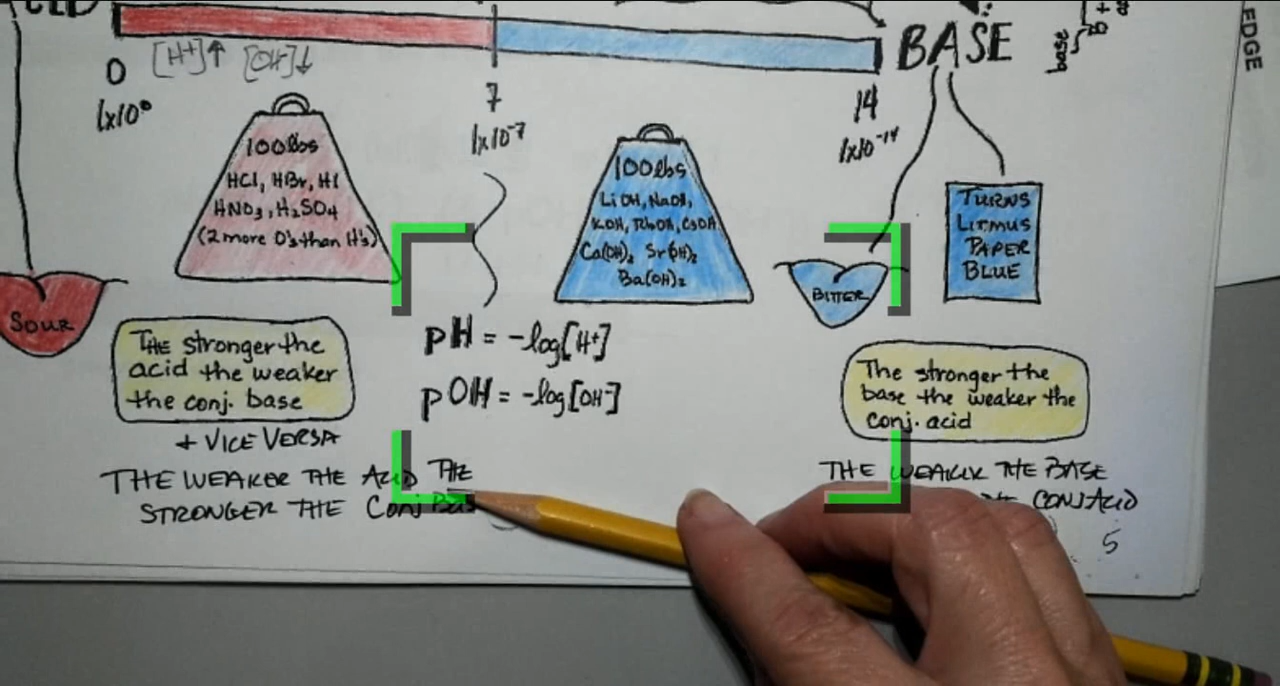 [H+]↑ [OH-]↓
BASE
base
EDGE
0
7
14
1x10⁰
1x10⁻⁷
1x10⁻¹⁴
100lbs
HCl, HBr, HI
HNO₃, H₂SO₄
(2 more O's than H's)
100lbs
LiOH, NaOH,
KOH, RbOH, CsOH
Ca(OH)₂ Sr(OH)₂
Ba(OH)₂
TURNS
LITMUS
PAPER
BLUE
SOUR
BITTER
pH = -log[H+]
pOH = -log[OH-]
The stronger the
acid the weaker
the conj. base
+ VICE VERSA
THE WEAKER THE ACID THE
STRONGER THE Conj Bas
The stronger the
base the weaker the
conj. acid
THE WEAKER THE BASE
CONJ ACID
5